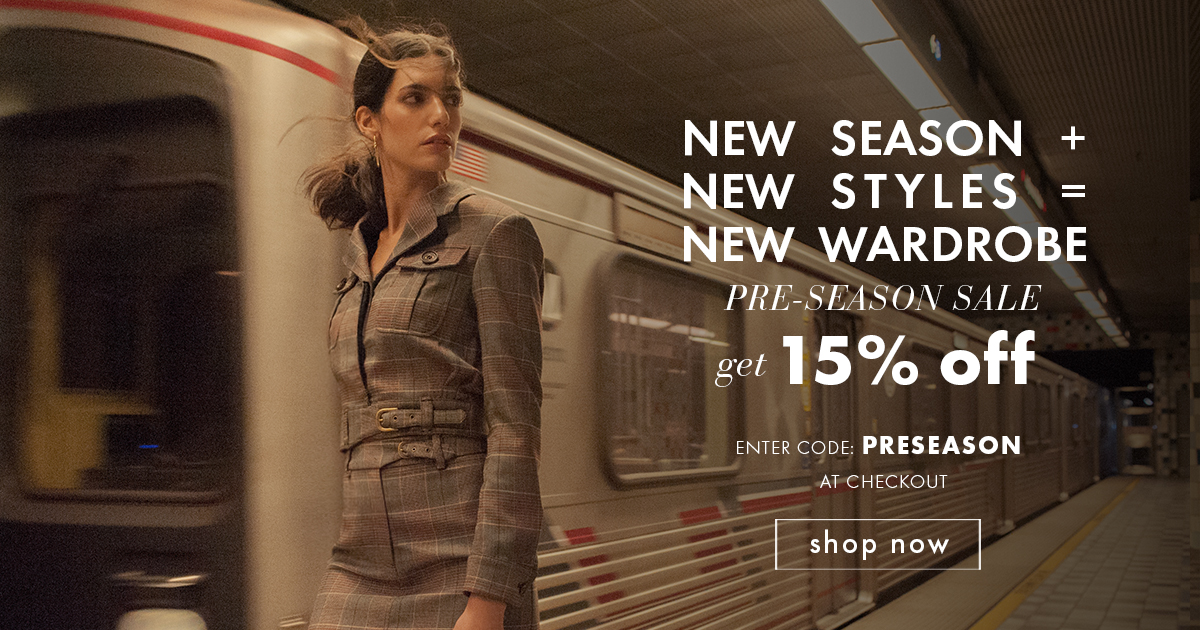 NEW SEASON +
NEW STYLES =
NEW WARDROBE
PRE-SEASON SALE
get 15% off
ENTER CODE: PRESEASON
AT CHECKOUT
shop now